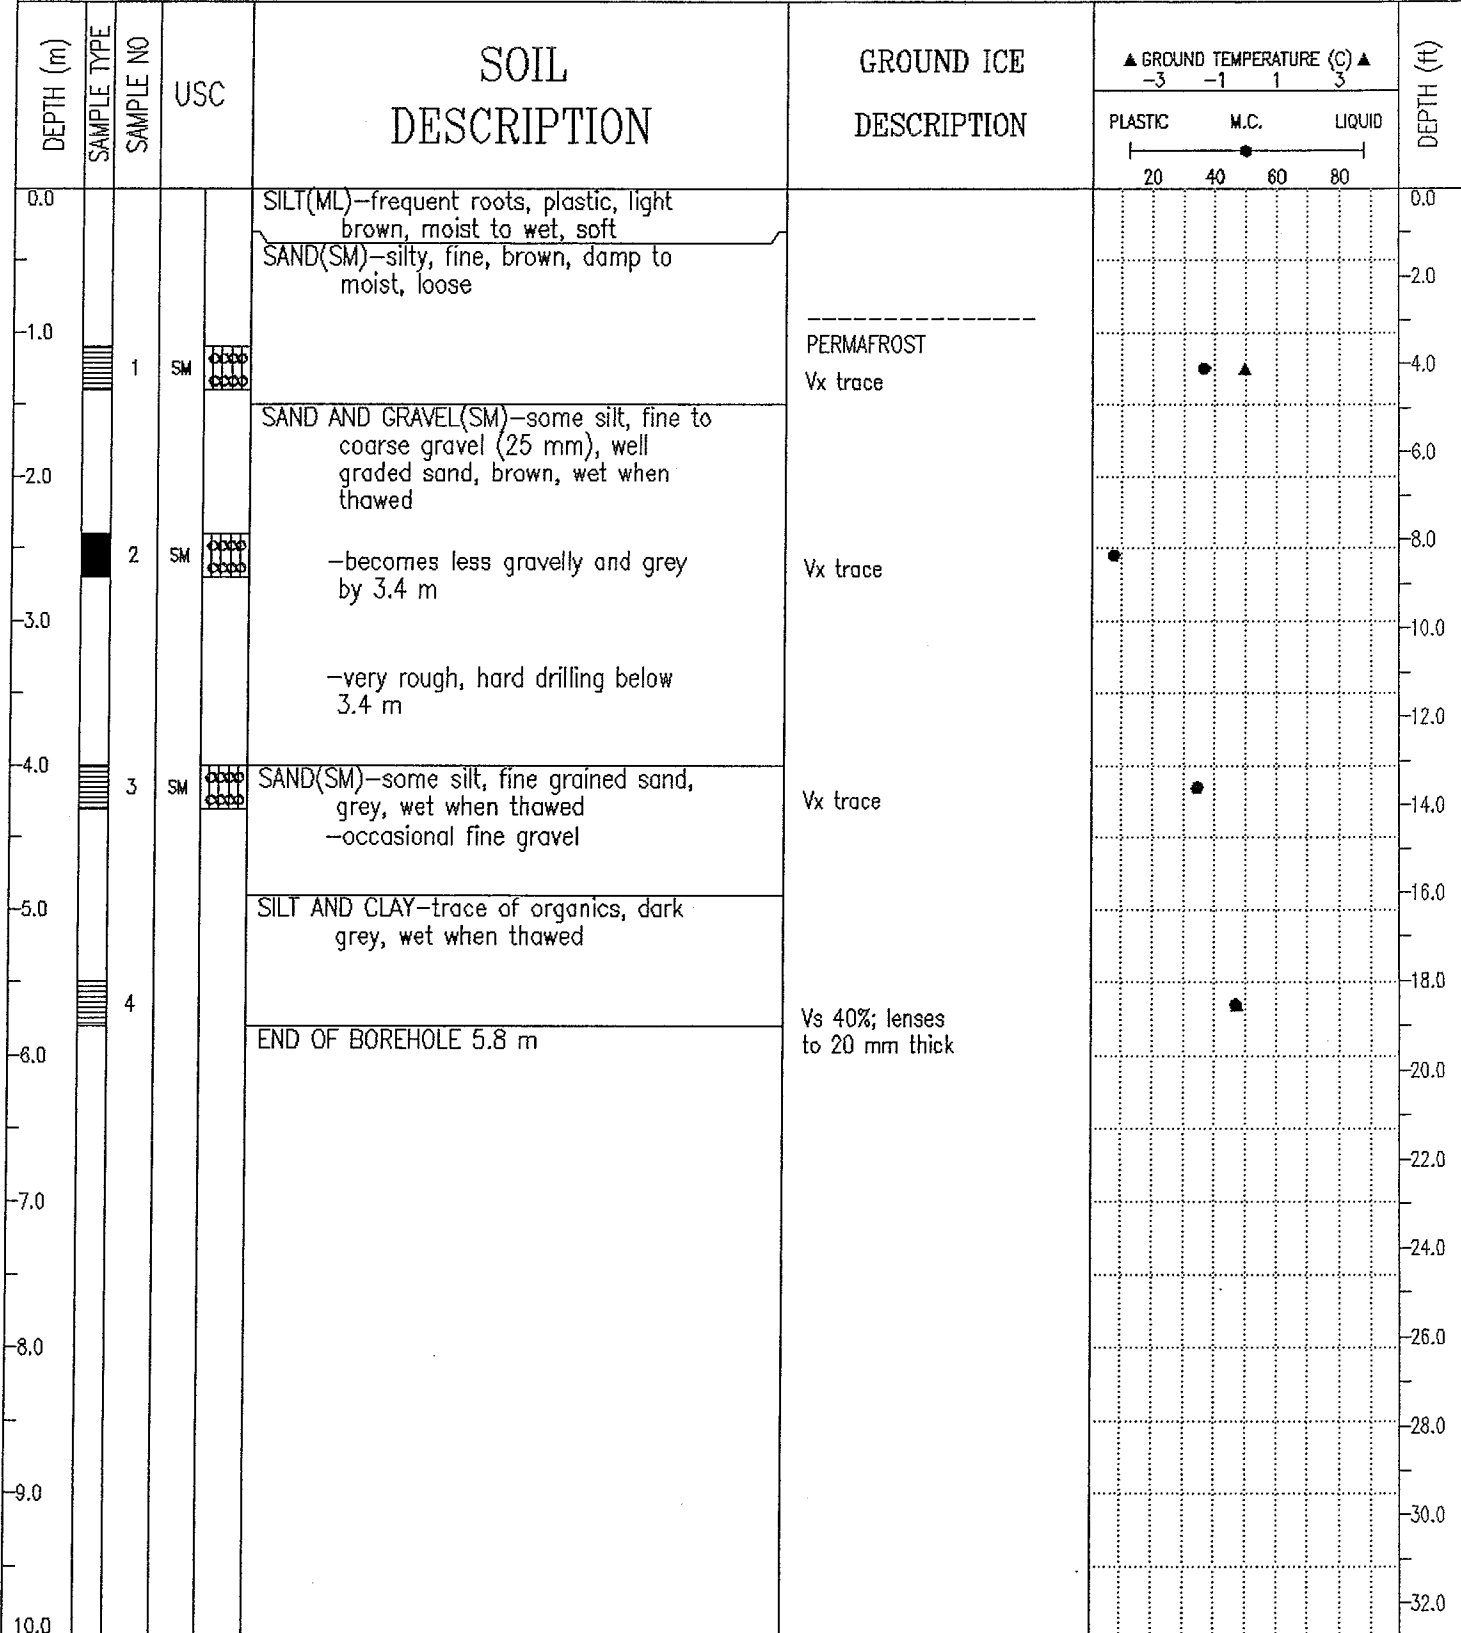 DEPTH (m)
SAMPLE TYPE
SAMPLE NO
USC
SOIL
DESCRIPTION
GROUND ICE
DESCRIPTION
▲ GROUND TEMPERATURE (C) ▲
-3 -1 1 3
PLASTIC M.C. LIQUID
20 40 60 80
DEPTH (ft)
0.0
1.0
2.0
3.0
4.0
5.0
6.0
7.0
8.0
9.0
10.0
1
2
3
4
SM
SM
SM
SILT(ML)-frequent roots, plastic, light
brown, moist to wet, soft
SAND(SM)-silty, fine, brown, damp to
moist, loose
SAND AND GRAVEL(SM)-some silt, fine to
coarse gravel (25 mm), well
graded sand, brown, wet when
thawed
-becomes less gravelly and grey
by 3.4 m
-very rough, hard drilling below
3.4 m
SAND(SM)-some silt, fine grained sand,
grey, wet when thawed
-occasional fine gravel
SILT AND CLAY-trace of organics, dark
grey, wet when thawed
END OF BOREHOLE 5.8 m
PERMAFROST
Vx trace
Vx trace
Vx trace
Vs 40%; lenses
to 20 mm thick
0.0
2.0
4.0
6.0
8.0
10.0
12.0
14.0
16.0
18.0
20.0
22.0
24.0
26.0
28.0
30.0
32.0